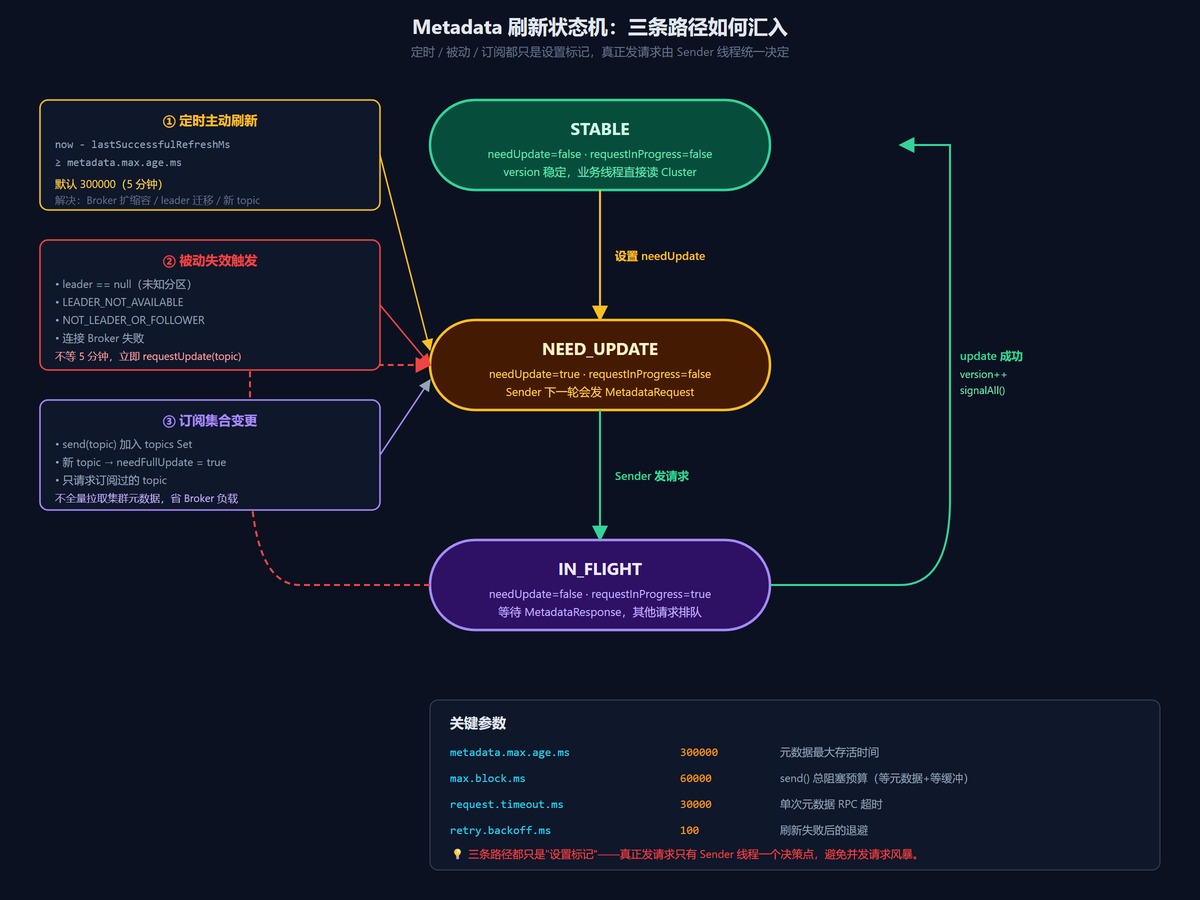 Metadata 刷新状态机：三条路径如何汇入
定时 / 被动 / 订阅都只是设置标记，真正发请求由 Sender 线程统一决定
① 定时主动刷新
now - lastSuccessfulRefreshMs
≥ metadata.max.age.ms
默认 300000（5 分钟）
解决：Broker 扩缩容 / leader 迁移 / 新 topic
② 被动失效触发
• leader == null（未知分区）
• LEADER_NOT_AVAILABLE
• NOT_LEADER_OR_FOLLOWER
• 连接 Broker 失败
不等 5 分钟，立即 requestUpdate(topic)
③ 订阅集合变更
• send(topic) 加入 topics Set
• 新 topic → needFullUpdate = true
• 只请求订阅过的 topic
不全量拉取集群元数据，省 Broker 负载
STABLE
needUpdate=false · requestInProgress=false
version 稳定，业务线程直接读 Cluster
设置 needUpdate
NEED_UPDATE
needUpdate=true · requestInProgress=false
Sender 下一轮会发 MetadataRequest
Sender 发请求
IN_FLIGHT
needUpdate=false · requestInProgress=true
等待 MetadataResponse，其他请求排队
update 成功
version++
signalAll()
关键参数
metadata.max.age.ms 300000 元数据最大存活时间
max.block.ms 60000 send() 总阻塞预算（等元数据+等缓冲）
request.timeout.ms 30000 单次元数据 RPC 超时
retry.backoff.ms 100 刷新失败后的退避
💡 三条路径都只是"设置标记"——真正发请求只有 Sender 线程一个决策点，避免并发请求风暴。